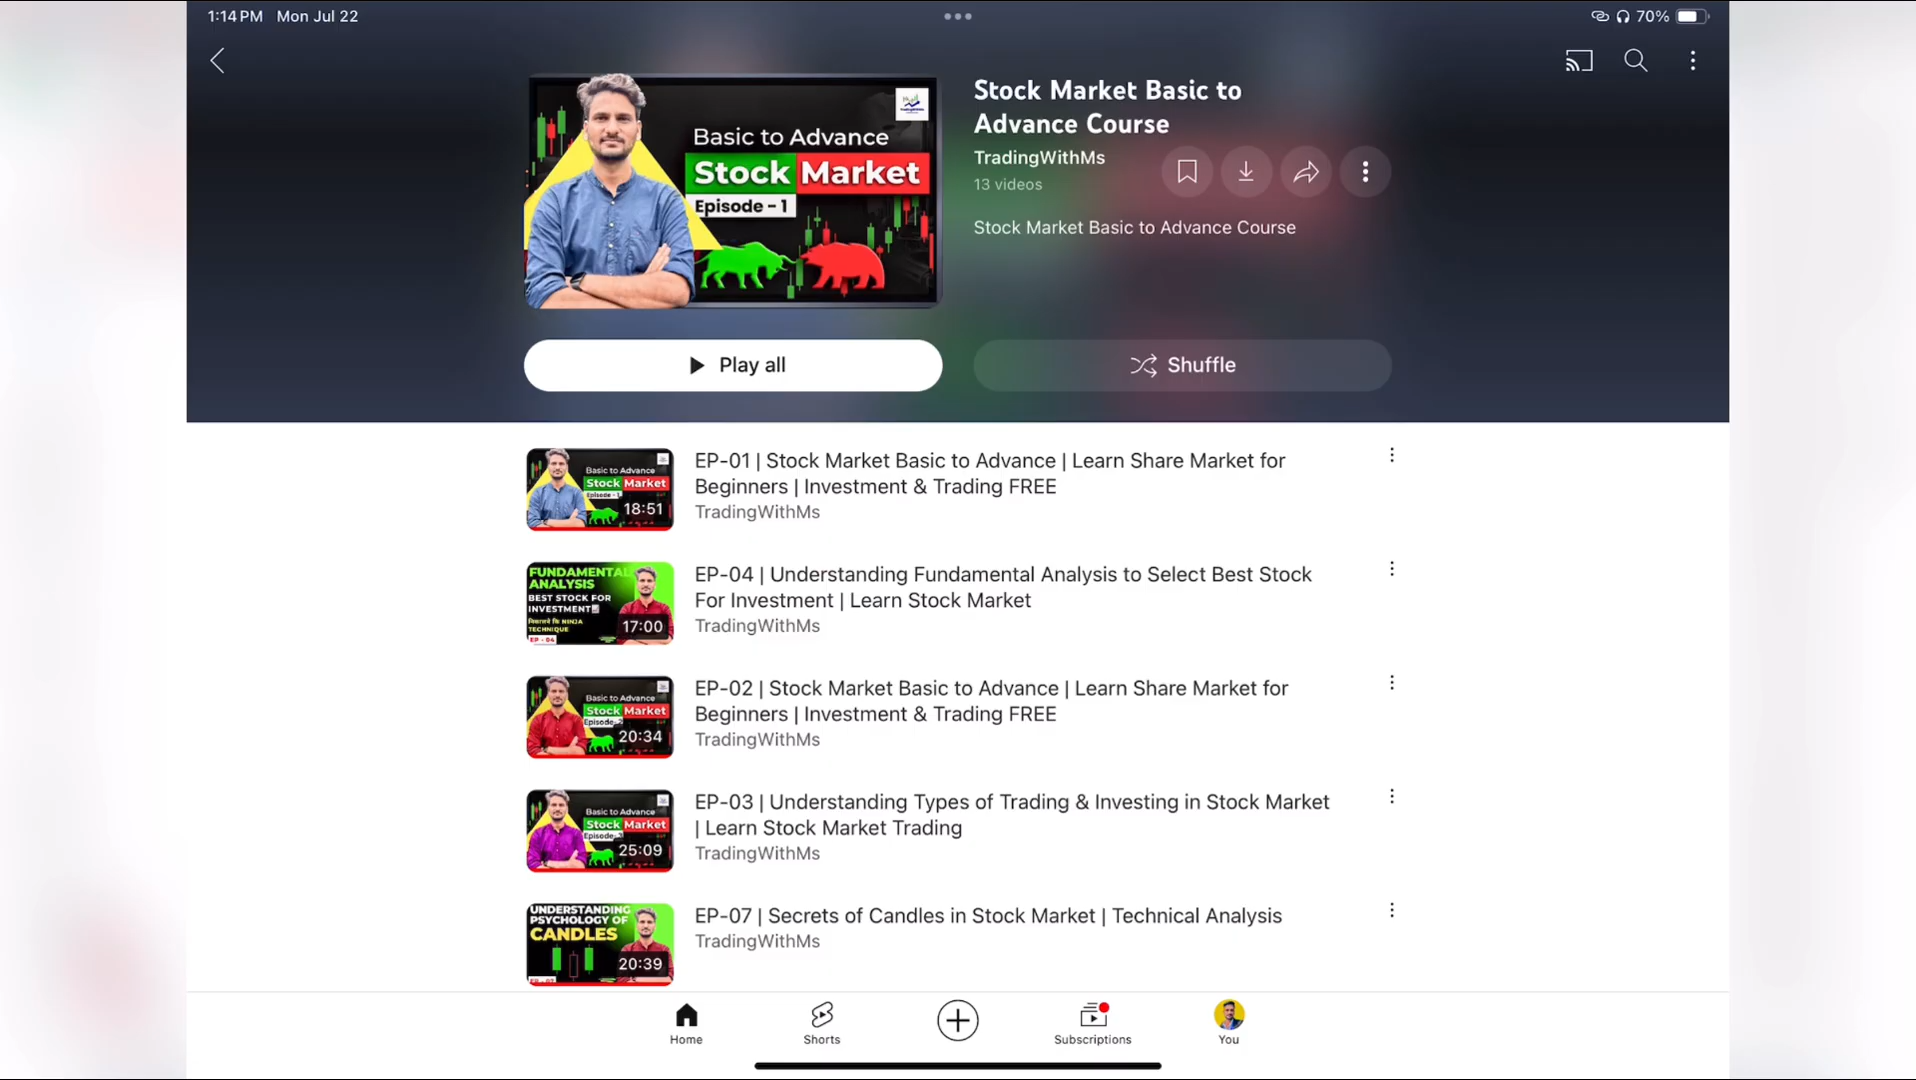 1:14 PM Mon Jul 22
70%
Basic to Advance
Stock Market
Episode - 1
Stock Market Basic to
Advance Course
TradingWithMs
13 videos
Stock Market Basic to Advance Course
Play all
Shuffle
Basic to Advance
Stock Market
18:51
EP-01 | Stock Market Basic to Advance | Learn Share Market for
Beginners | Investment & Trading FREE
TradingWithMs
FUNDAMENTAL
ANALYSIS
BEST STOCK FOR
INVESTMENT
निकालने कि NINJA
TECHNIQUE
EP - 04
17:00
EP-04 | Understanding Fundamental Analysis to Select Best Stock
For Investment | Learn Stock Market
TradingWithMs
Basic to Advance
Stock Market
20:34
EP-02 | Stock Market Basic to Advance | Learn Share Market for
Beginners | Investment & Trading FREE
TradingWithMs
Basic to Advance
Stock Market
25:09
EP-03 | Understanding Types of Trading & Investing in Stock Market
| Learn Stock Market Trading
TradingWithMs
UNDERSTANDING
PSYCHOLOGY OF
CANDLES
20:39
EP-07 | Secrets of Candles in Stock Market | Technical Analysis
TradingWithMs
Home
Shorts
Subscriptions
You